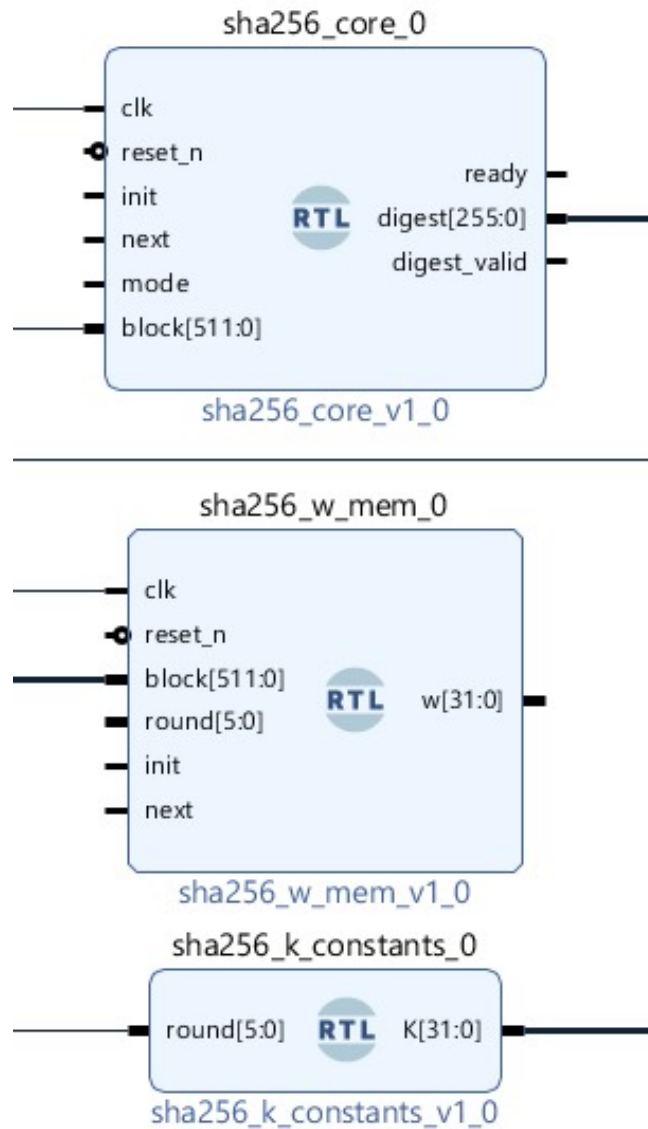 sha256_core_0
clk
reset_n
init
next
mode
block[511:0]
RTL
ready
digest[255:0]
digest_valid
sha256_core_v1_0
sha256_w_mem_0
clk
reset_n
block[511:0]
round[5:0]
init
next
RTL
w[31:0]
sha256_w_mem_v1_0
sha256_k_constants_0
round[5:0] RTL K[31:0]
sha256_k_constants_v1_0